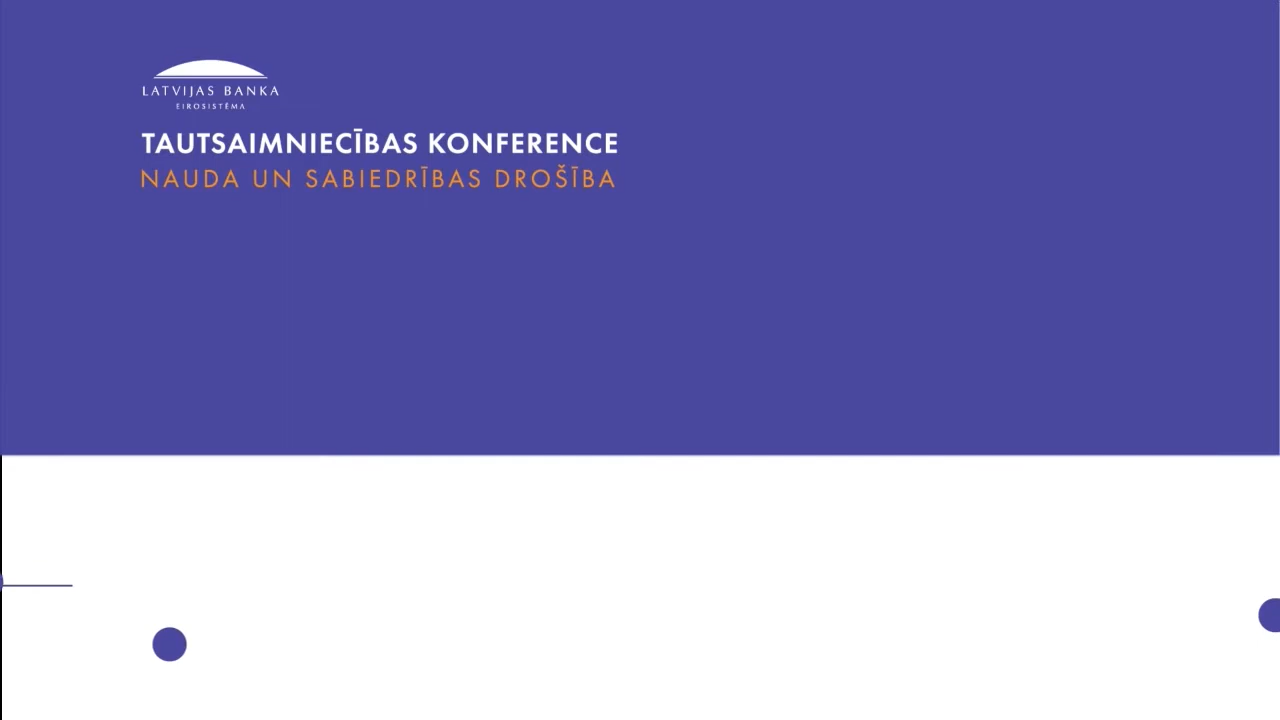 LATVIJAS BANKA
EIROSISTĒMA
TAUTSAIMNIECĪBAS KONFERENCE
NAUDA UN SABIEDRĪBAS DROŠĪBA